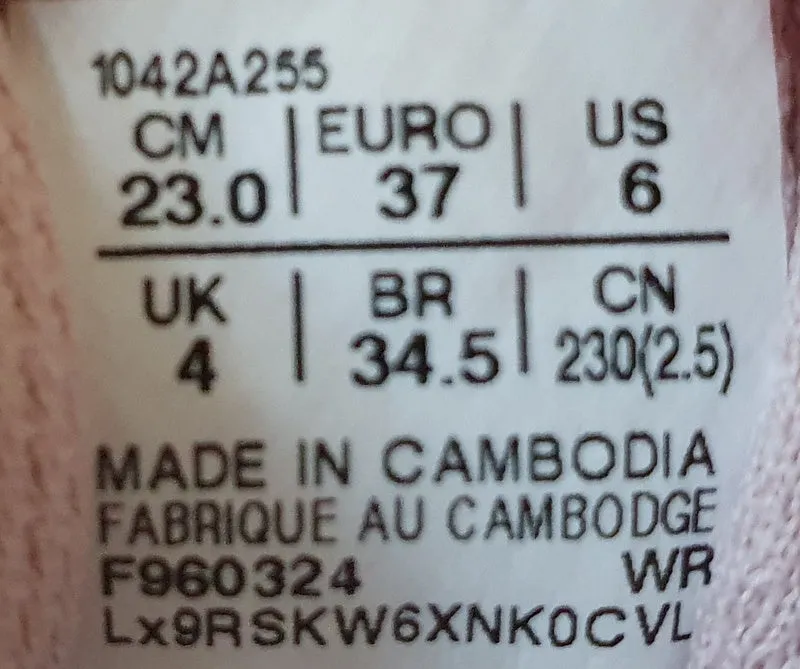 1042A255
CM | EURO | US
23.0 | 37 | 6
UK | BR | CN
4 | 34.5 | 230(2.5)
MADE IN CAMBODIA
FABRIQUE AU CAMBODGE
F960324 WR
Lx9RSKW6XNK0CVL